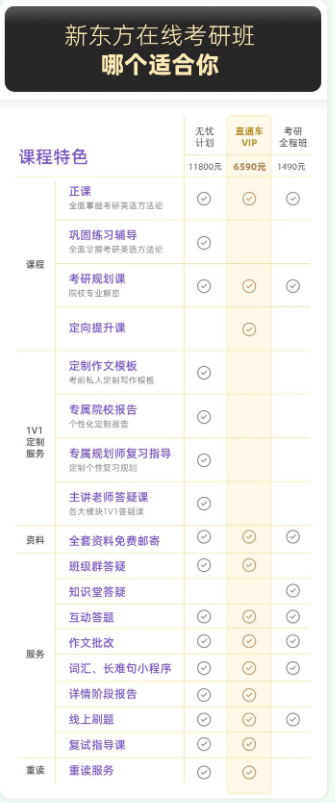 新东方在线考研班
哪个适合你
课程特色
无忧
计划
直通车
VIP
考研
全程班
11800元
6590元
1490元
课程
正课
全面掌握考研英语方法论
巩固练习辅导
全面掌握考研英语方法论
考研规划课
院校专业解密
定向提升课
1V1
定制
服务
定制作文模板
考前私人定制写作模板
专属院校报告
个性化定制报告
专属规划师复习指导
定制个性复习规划
主讲老师答疑课
各大模块1V1答疑课
资料
全套资料免费邮寄
服务
班级群答疑
知识堂答疑
互动答题
作文批改
词汇、长难句小程序
详情阶段报告
线上刷题
复试指导课
重读
重读服务